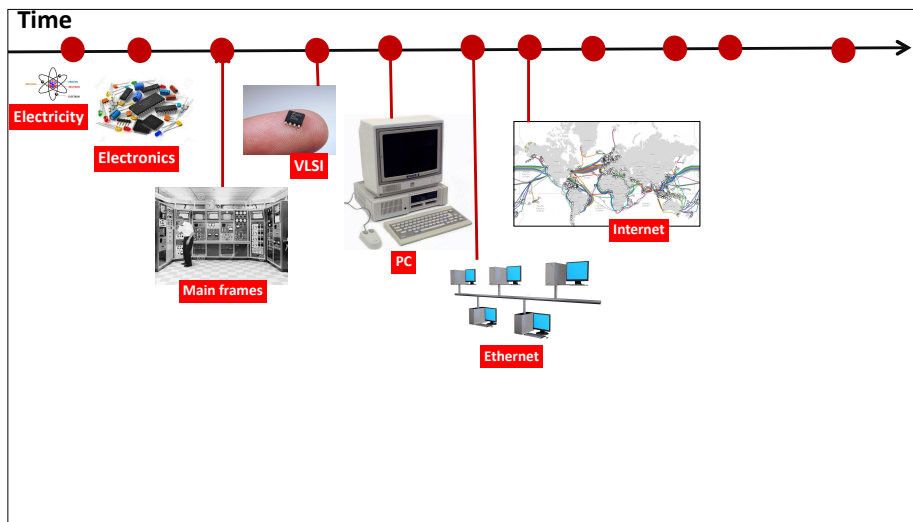 Time
Electricity
Electronics
VLSI
Main frames
PC
Internet
Ethernet